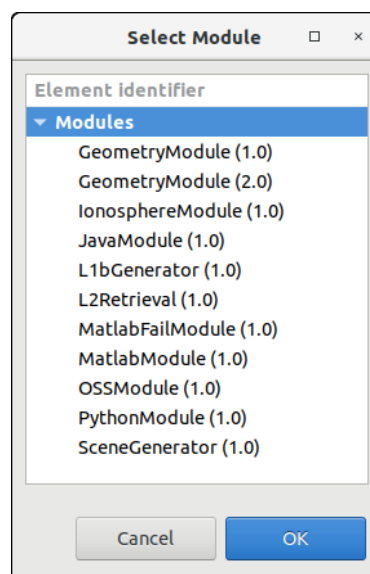 Select Module
Element identifier
Modules
GeometryModule (1.0)
GeometryModule (2.0)
IonosphereModule (1.0)
JavaModule (1.0)
L1bGenerator (1.0)
L2Retrieval (1.0)
MatlabFailModule (1.0)
MatlabModule (1.0)
OSSModule (1.0)
PythonModule (1.0)
SceneGenerator (1.0)
Cancel OK